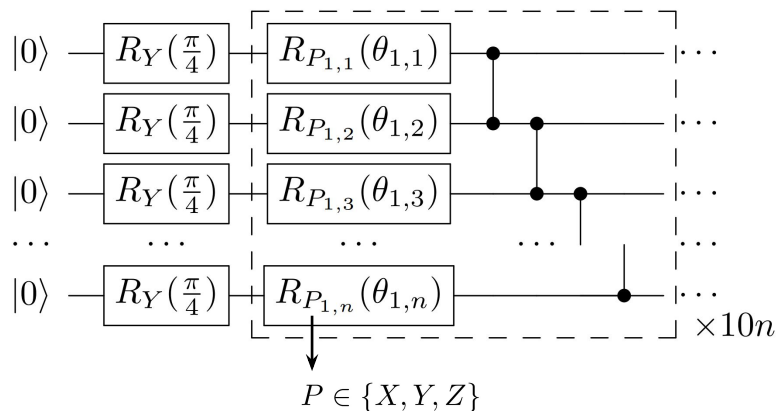 |0⟩ R_Y(π/4) R_{P_{1,1}}(θ_{1,1}) ···
|0⟩ R_Y(π/4) R_{P_{1,2}}(θ_{1,2}) ···
|0⟩ R_Y(π/4) R_{P_{1,3}}(θ_{1,3}) ···
··· ··· ··· ··· ···
|0⟩ R_Y(π/4) R_{P_{1,n}}(θ_{1,n}) ···
×10n
P ∈ {X, Y, Z}